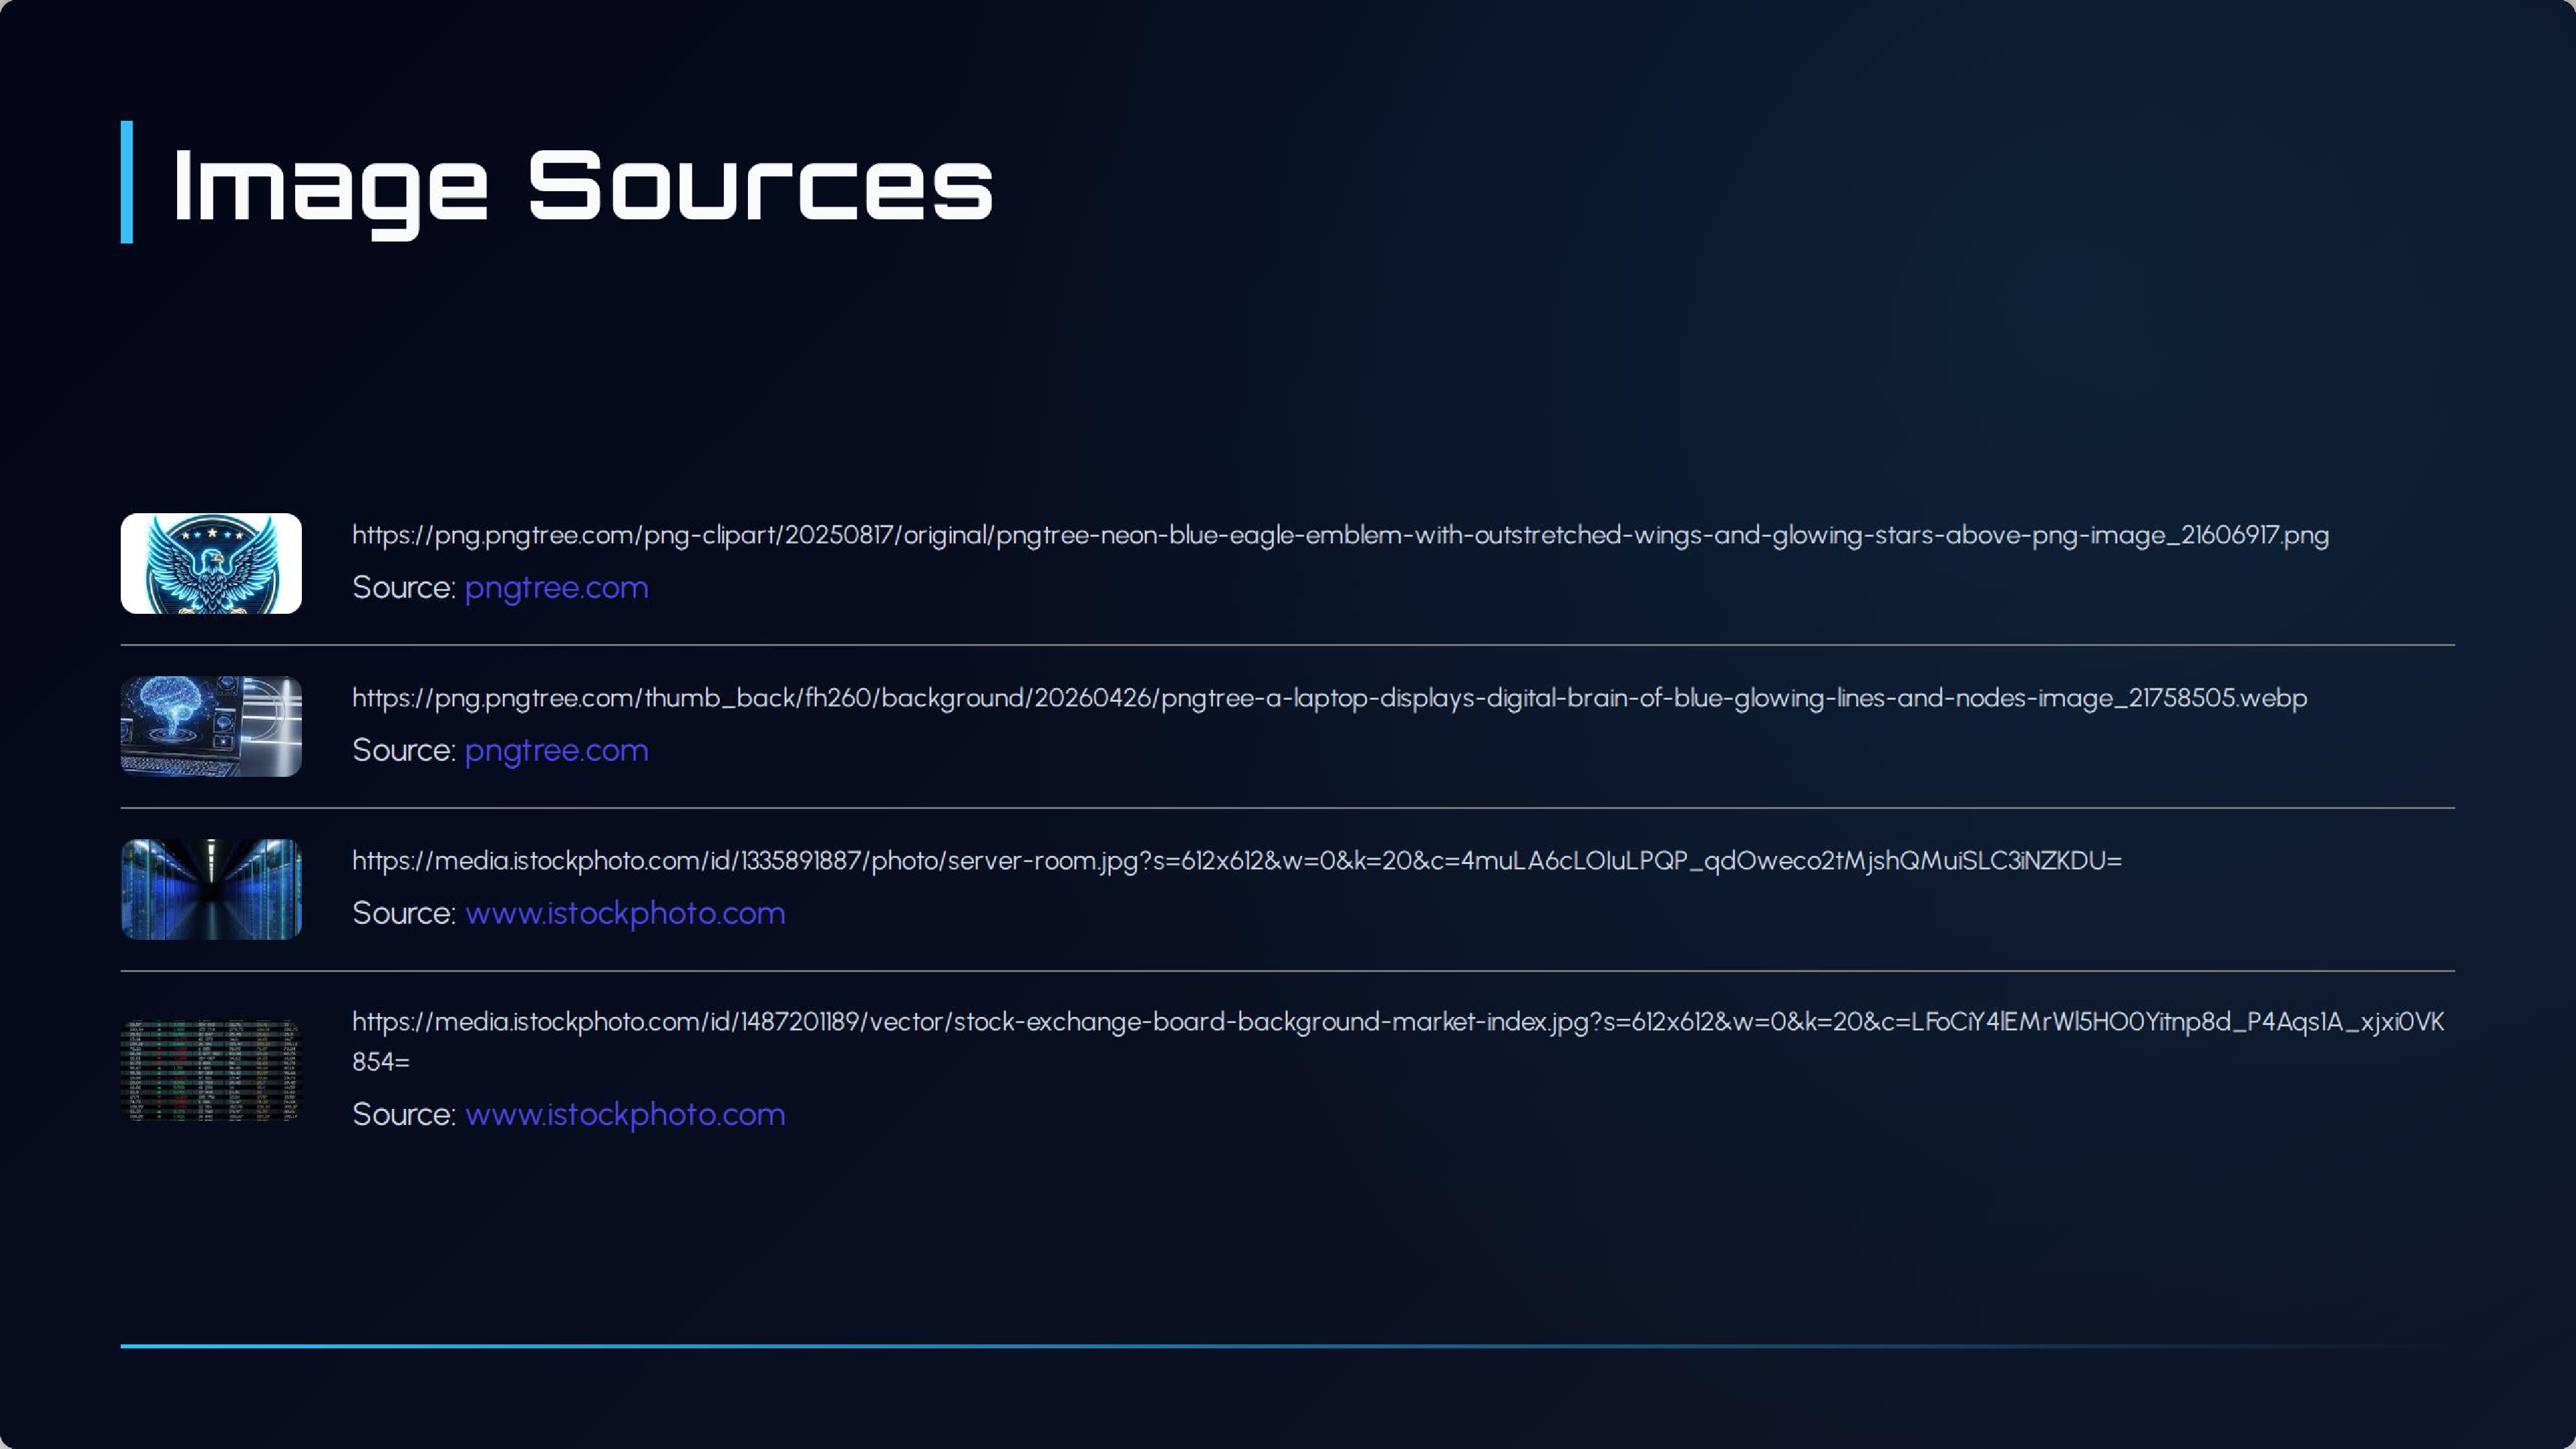 Image Sources
https://png.pngtree.com/png-clipart/20250817/original/pngtree-neon-blue-eagle-emblem-with-outstretched-wings-and-glowing-stars-above-png-image_21606917.png
Source: pngtree.com
https://png.pngtree.com/thumb_back/fh260/background/20260426/pngtree-a-laptop-displays-digital-brain-of-blue-glowing-lines-and-nodes-image_21758505.webp
Source: pngtree.com
https://media.istockphoto.com/id/1335891887/photo/server-room.jpg?s=612x612&w=0&k=20&c=4muLA6cLOIuLPQP_qdOweco2tMjshQMuiSLC3iNZKDU=
Source: www.istockphoto.com
https://media.istockphoto.com/id/1487201189/vector/stock-exchange-board-background-market-index.jpg?s=612x612&w=0&k=20&c=LFoCiY4lEMrWl5HO0Yitnp8d_P4Aqs1A_xjxi0VK
854=
Source: www.istockphoto.com